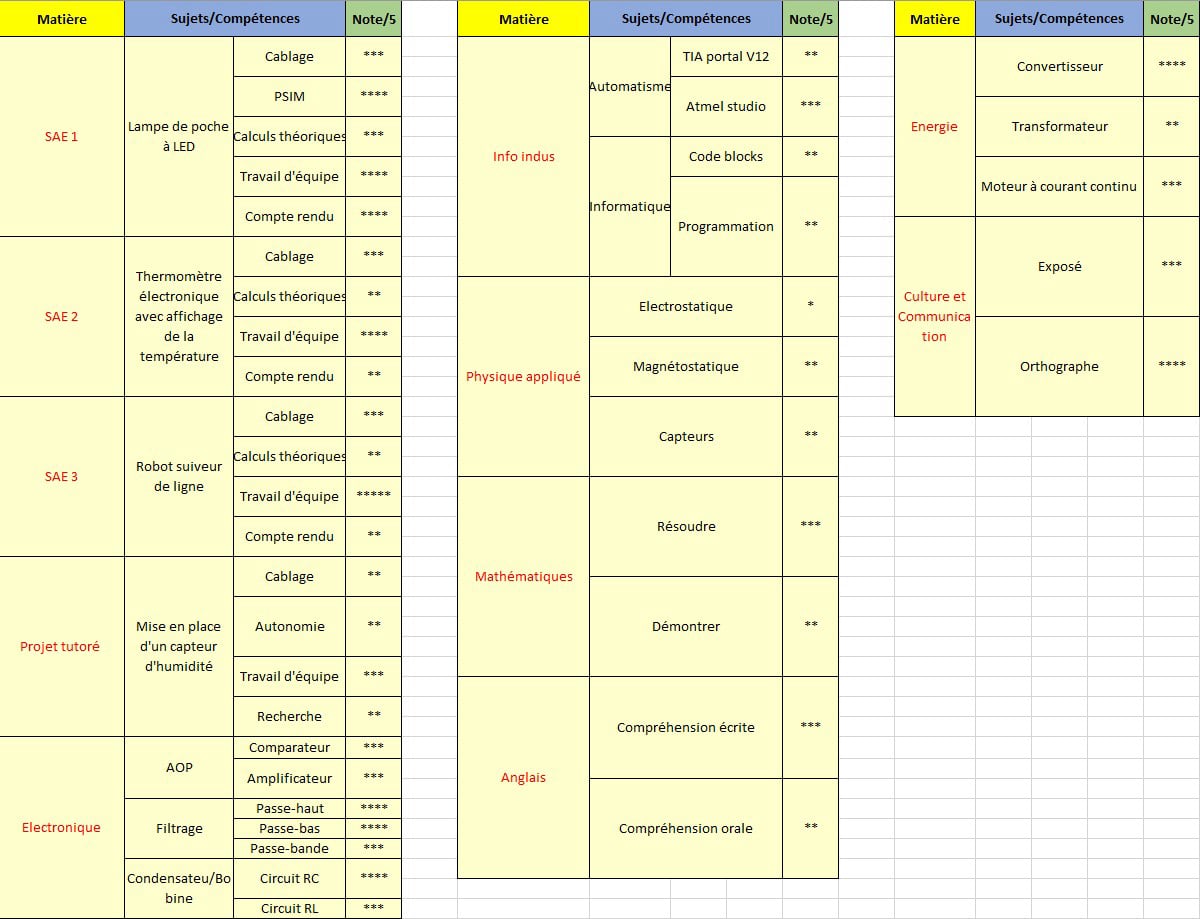 Matière Sujets/Compétences Note/5
SAE 1
Lampe de poche
à LED
Cablage ***
PSIM ****
Calculs théoriques ***
Travail d'équipe ****
Compte rendu ****
SAE 2
Thermomètre
électronique
avec affichage
de la
température
Cablage ***
Calculs théoriques **
Travail d'équipe ****
Compte rendu **
SAE 3
Robot suiveur
de ligne
Cablage ***
Calculs théoriques **
Travail d'équipe *****
Compte rendu **
Projet tutoré
Mise en place
d'un capteur
d'humidité
Cablage **
Autonomie **
Travail d'équipe ***
Recherche **
Electronique
AOP
Comparateur ***
Amplificateur ***
Filtrage
Passe-haut ****
Passe-bas ****
Passe-bande ***
Condensateu/Bo
bine
Circuit RC ****
Circuit RL ***
Matière Sujets/Compétences Note/5
Info indus
Automatisme
TIA portal V12 **
Atmel studio ***
Informatique
Code blocks **
Programmation **
Physique appliqué
Electrostatique *
Magnétostatique **
Capteurs **
Mathématiques
Résoudre ***
Démontrer **
Anglais
Compréhension écrite ***
Compréhension orale **
Matière Sujets/Compétences Note/5
Energie
Convertisseur ****
Transformateur **
Moteur à courant continu ***
Culture et
Communica
tion
Exposé ***
Orthographe ****